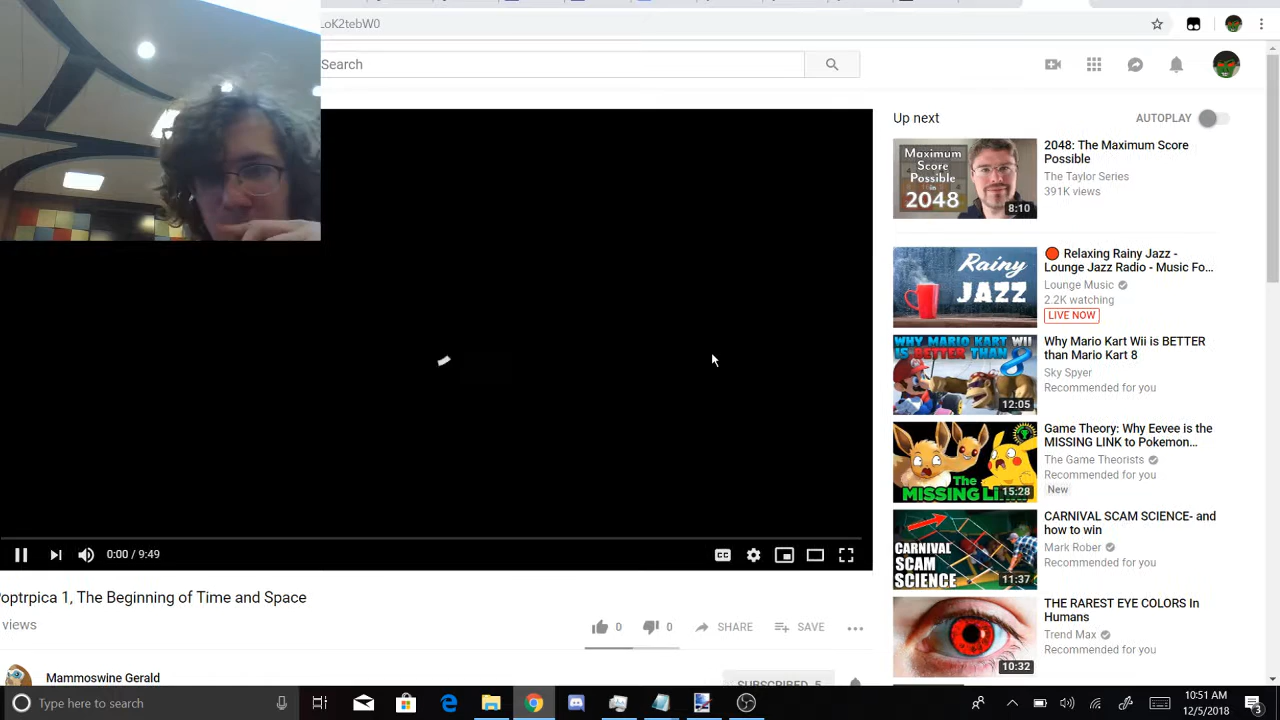 LoK2tebW0
Search
Up next
AUTOPLAY
Maximum
Score
Possible
in
2048
8:10
2048: The Maximum Score
Possible
The Taylor Series
391K views
Rainy
JAZZ
Relaxing Rainy Jazz -
Lounge Jazz Radio - Music Fo...
Lounge Music
2.2K watching
LIVE NOW
WHY MARIO KART WII
IS BETTER THAN
8
12:05
Why Mario Kart Wii is BETTER
than Mario Kart 8
Sky Spyer
Recommended for you
The
MISSING LIN
15:28
Game Theory: Why Eevee is the
MISSING LINK to Pokemon...
The Game Theorists
Recommended for you
New
CARNIVAL
SCAM
SCIENCE
11:37
CARNIVAL SCAM SCIENCE- and
how to win
Mark Rober
Recommended for you
10:32
THE RAREST EYE COLORS In
Humans
Trend Max
Recommended for you
0:00 / 9:49
CC
optrpica 1, The Beginning of Time and Space
views
0
0
SHARE
SAVE
Mammoswine Gerald
SUBSCRIBED 5
Type here to search
10:51 AM
12/5/2018
3